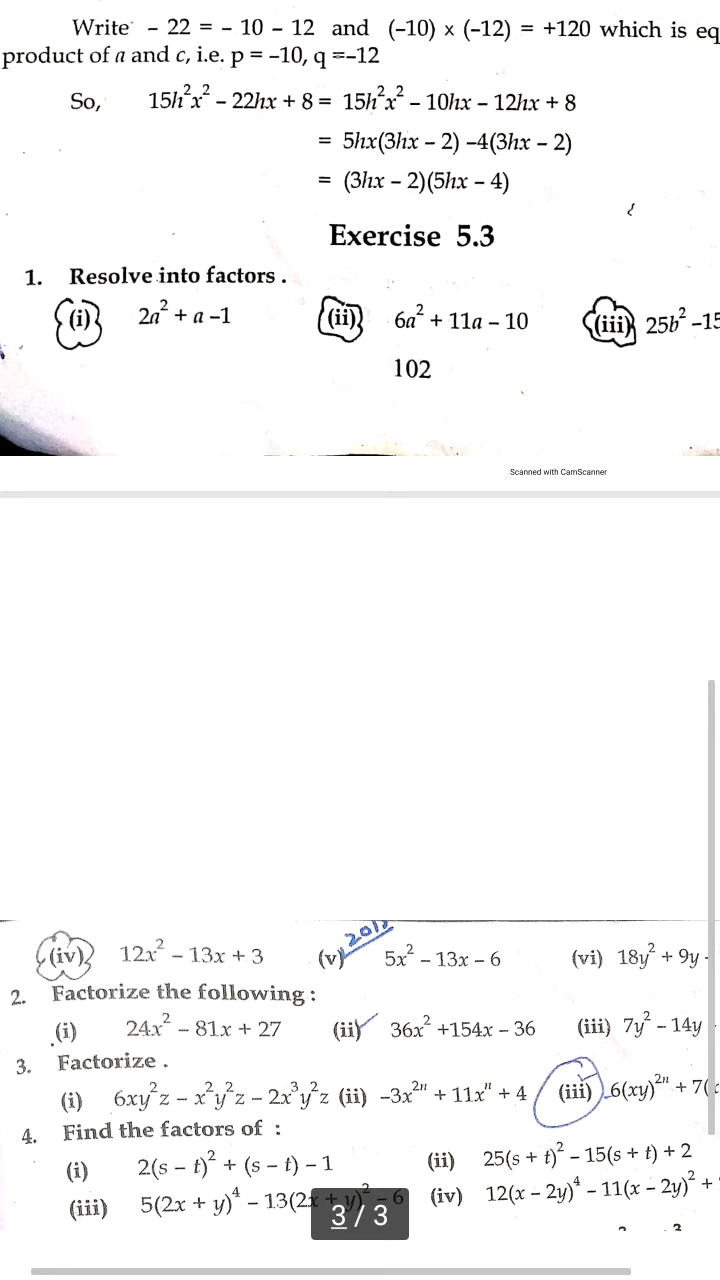 Write - 22 = - 10 - 12 and (-10) × (-12) = +120 which is eq
product of a and c, i.e. p = -10, q =-12
So, 15h²x² - 22hx + 8 = 15h²x² - 10hx - 12hx + 8
= 5hx(3hx - 2) -4(3hx - 2)
= (3hx - 2)(5hx - 4)
Exercise 5.3
1. Resolve into factors .
(i) 2a² + a -1 (ii) 6a² + 11a - 10 (iii) 25b² -15
102
Scanned with CamScanner
2012
(iv) 12x² - 13x + 3 (v) 5x² - 13x - 6 (vi) 18y² + 9y -
2. Factorize the following :
(i) 24x² - 81x + 27 (ii) 36x² +154x - 36 (iii) 7y² - 14y
3. Factorize .
(i) 6xy²z - x²y²z - 2x³y²z (ii) -3x²ⁿ + 11xⁿ + 4 (iii) 6(xy)²ⁿ + 7(
4. Find the factors of :
(i) 2(s - t)² + (s - t) - 1 (ii) 25(s + t)² - 15(s + t) + 2
(iii) 5(2x + y)⁴ - 13(2x + y)² - 6 (iv) 12(x - 2y)⁴ - 11(x - 2y)² +
3 / 3